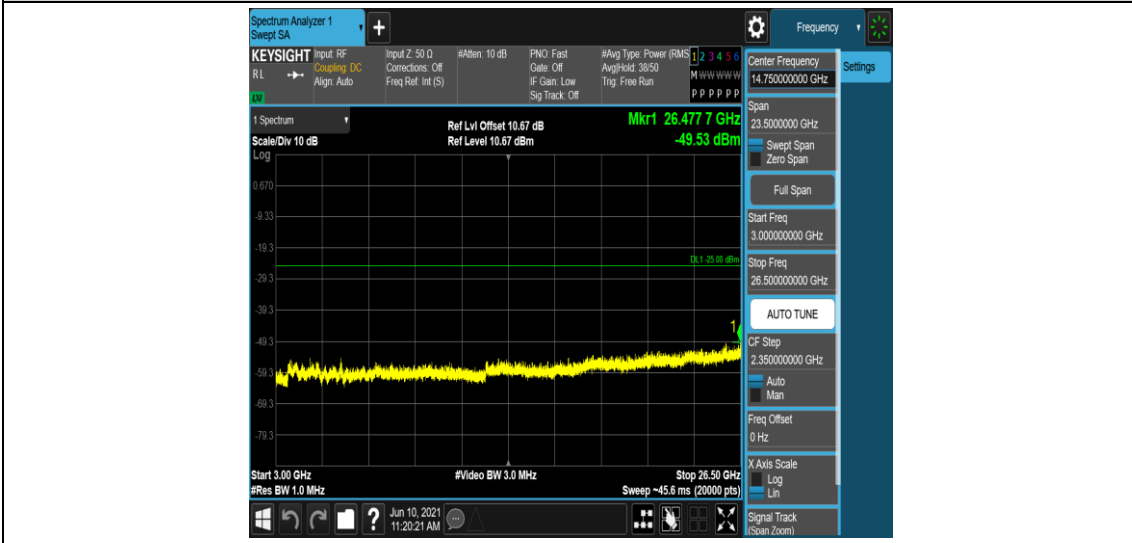 Spectrum Analyzer 1
Swept SA
+
Frequency
KEYSIGHT Input: RF Input Z: 50 Ω #Atten: 10 dB PNO: Fast #Avg Type: Power (RMS 1 2 3 4 5 6
R L Coupling: DC Corrections: Off Gate: Off Avg|Hold: 38/50 M W W W W W
Align: Auto Freq Ref: Int (S) IF Gain: Low Trig: Free Run
Sig Track: Off P P P P P P
LXI
1 Spectrum
Scale/Div 10 dB
Ref Lvl Offset 10.67 dB
Ref Level 10.67 dBm
Mkr1 26.477 7 GHz
-49.53 dBm
Log
0.670
-9.33
-19.3
DL1 -25.00 dBm
-29.3
-39.3
1
-49.3
-59.3
-69.3
-79.3
Start 3.00 GHz #Video BW 3.0 MHz Stop 26.50 GHz
#Res BW 1.0 MHz Sweep ~45.6 ms (20000 pts)
? Jun 10, 2021
11:20:21 AM
Center Frequency
14.750000000 GHz
Settings
Span
23.5000000 GHz
Swept Span
Zero Span
Full Span
Start Freq
3.000000000 GHz
Stop Freq
26.500000000 GHz
AUTO TUNE
CF Step
2.350000000 GHz
Auto
Man
Freq Offset
0 Hz
X Axis Scale
Log
Lin
Signal Track
(Span Zoom)